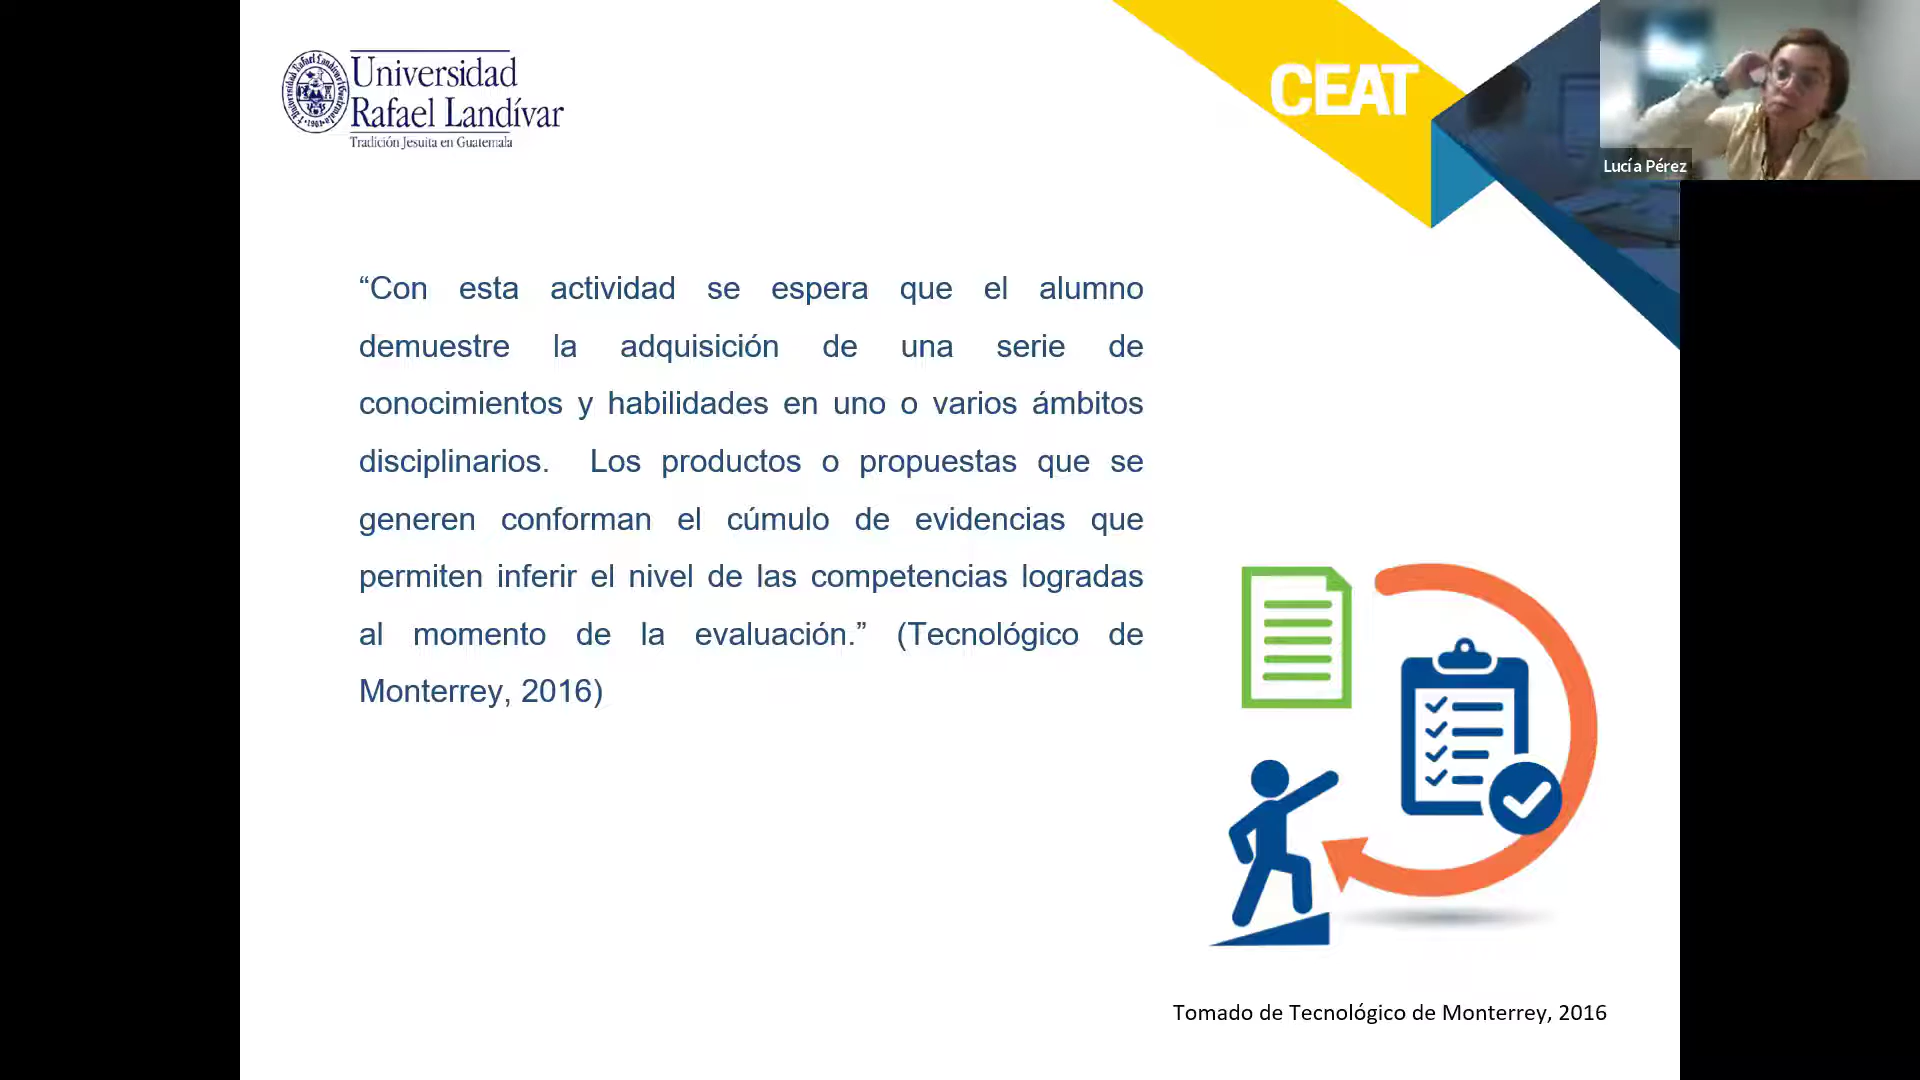 Universidad
Rafael Landívar
Tradición Jesuita en Guatemala
CEAT
Lucía Pérez
“Con esta actividad se espera que el alumno
demuestre la adquisición de una serie de
conocimientos y habilidades en uno o varios ámbitos
disciplinarios. Los productos o propuestas que se
generen conforman el cúmulo de evidencias que
permiten inferir el nivel de las competencias logradas
al momento de la evaluación.” (Tecnológico de
Monterrey, 2016)
Tomado de Tecnológico de Monterrey, 2016